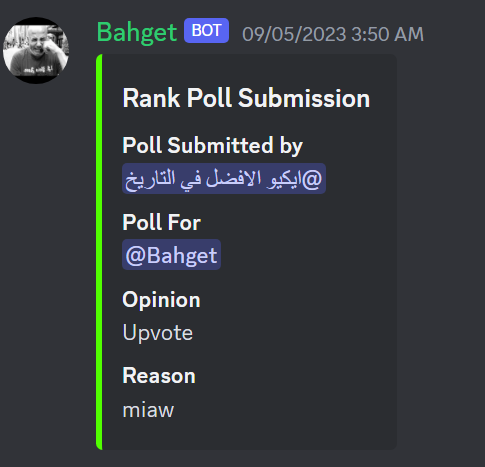 Bahget BOT 09/05/2023 3:50 AM
Rank Poll Submission
Poll Submitted by
@ايكيو الافضل في التاريخ
Poll For
@Bahget
Opinion
Upvote
Reason
miaw